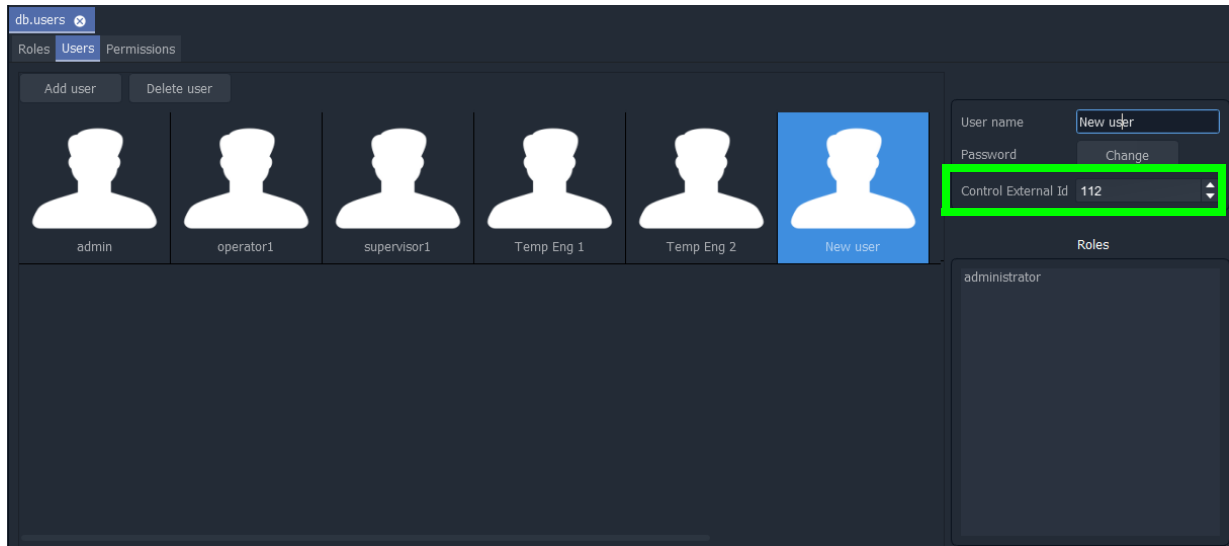 db.users
Roles Users Permissions
Add user Delete user
admin operator1 supervisor1 Temp Eng 1 Temp Eng 2 New user
User name New user
Password Change
Control External Id 112
Roles
administrator